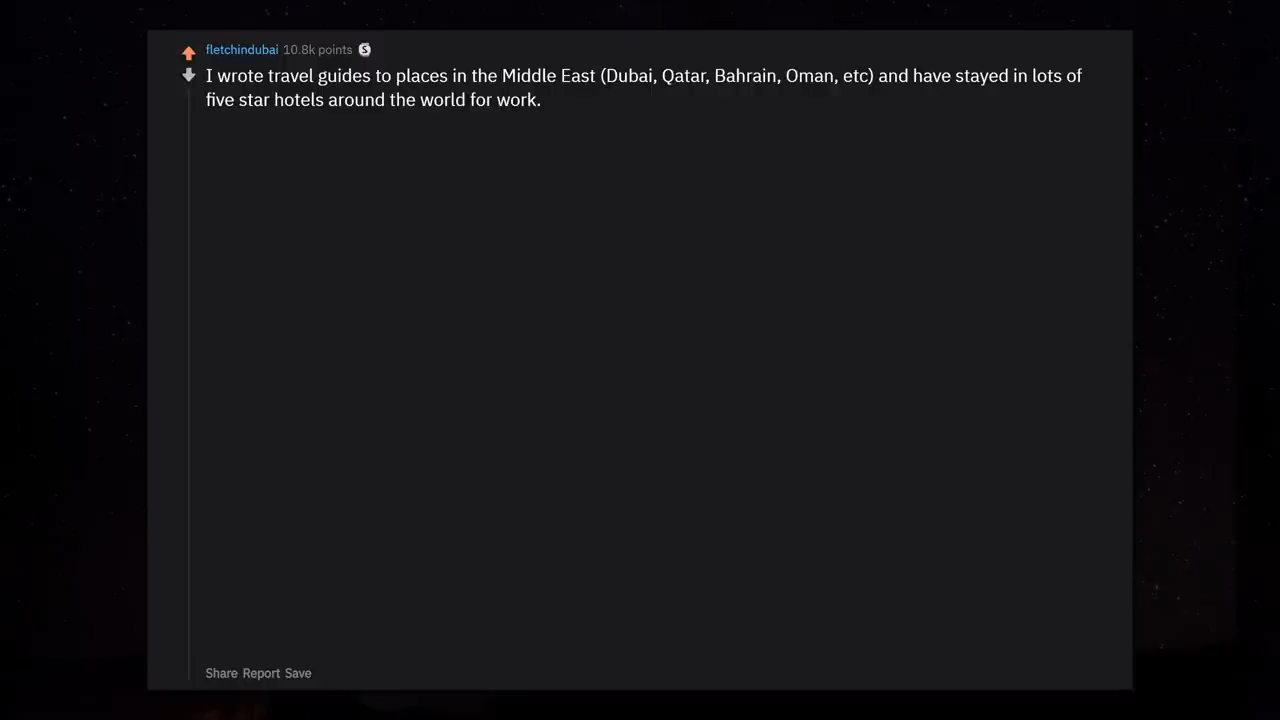 fletchindubai 10.8k points S
I wrote travel guides to places in the Middle East (Dubai, Qatar, Bahrain, Oman, etc) and have stayed in lots of
five star hotels around the world for work.
Share Report Save